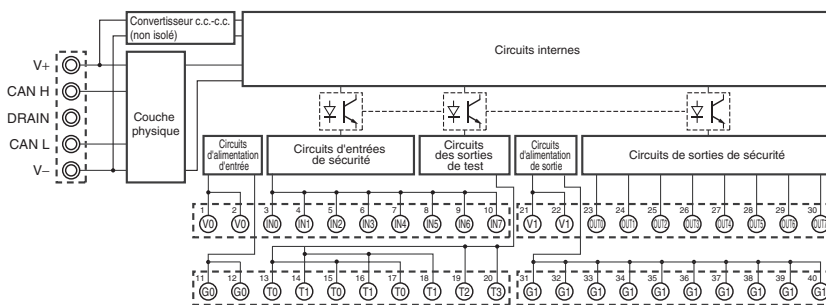 Convertisseur c.c.-c.c.
(non isolé)
Circuits internes
V+
CAN H
DRAIN
CAN L
V–
Couche
physique
Circuits
d'alimentation
d'entrée
Circuits d'entrées
de sécurité
Circuits
des sorties
de test
Circuits
d'alimentation
de sortie
Circuits de sorties de sécurité
1 2 3 4 5 6 7 8 9 10
V0 V0 IN0 IN1 IN2 IN3 IN4 IN5 IN6 IN7
21 22 23 24 25 26 27 28 29 30
V1 V1 OUT0 OUT1 OUT2 OUT3 OUT4 OUT5 OUT6 OUT7
11 12 13 14 15 16 17 18 19 20
G0 G0 T0 T1 T0 T1 T0 T1 T2 T3
31 32 33 34 35 36 37 38 39 40
G1 G1 G1 G1 G1 G1 G1 G1 G1 G1